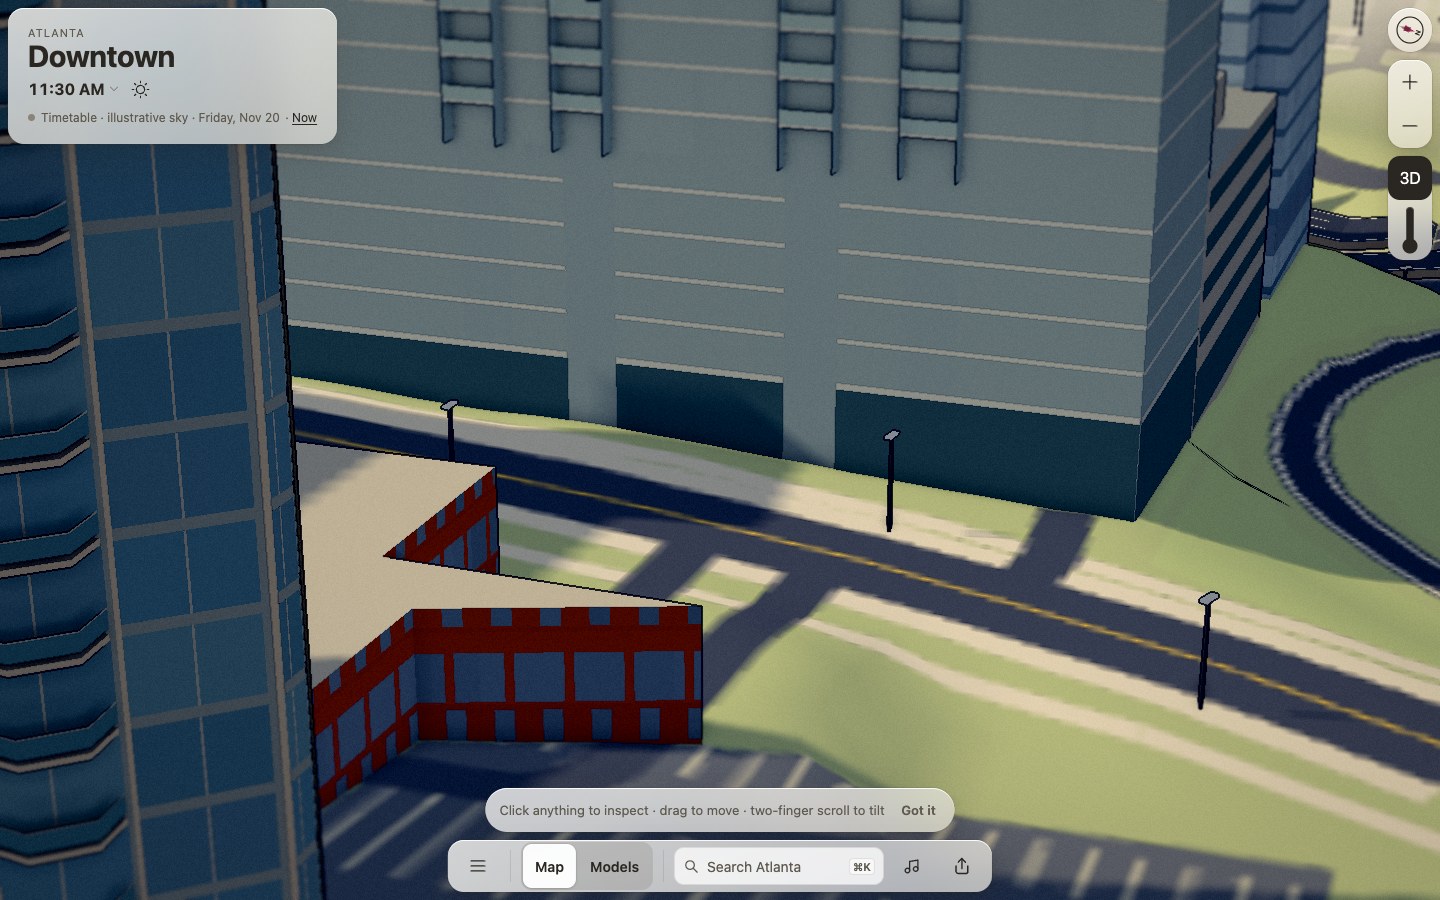 ATLANTA
Downtown
11:30 AM
Timetable · illustrative sky · Friday, Nov 20 · Now
3D
Click anything to inspect · drag to move · two-finger scroll to tilt Got it
Map Models Search Atlanta ⌘K